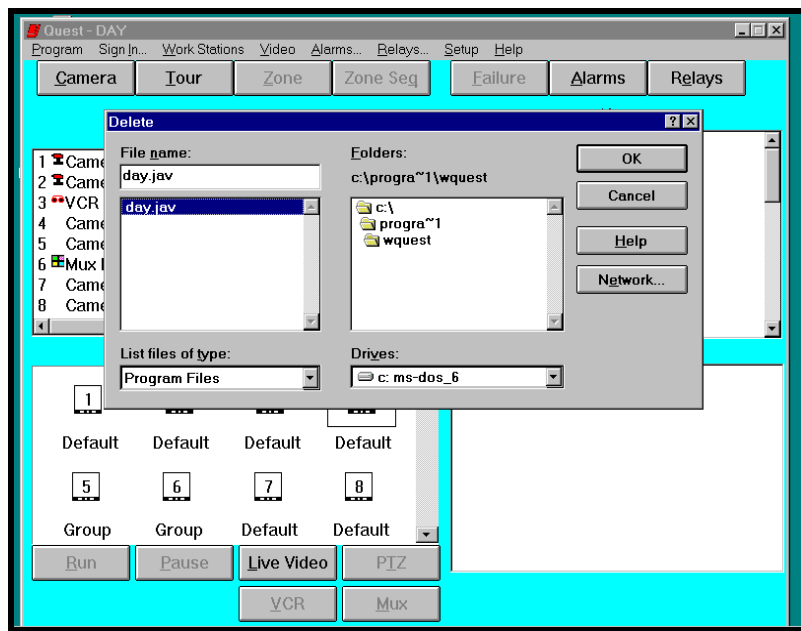 Quest - DAY
Program Sign In... Work Stations Video Alarms... Relays... Setup Help
Camera Tour Zone Zone Seq Failure Alarms Relays
Delete
File name:
day.jav
day.jav
Folders:
c:\progra~1\wquest
c:\
progra~1
wquest
OK
Cancel
Help
Network...
List files of type:
Program Files
Drives:
c: ms-dos_6
1 Came
2 Came
3 VCR
4 Came
5 Came
6 Mux
7 Came
8 Came
1
Default Default Default Default
5 6 7 8
Group Group Default Default
Run Pause Live Video PTZ
VCR Mux